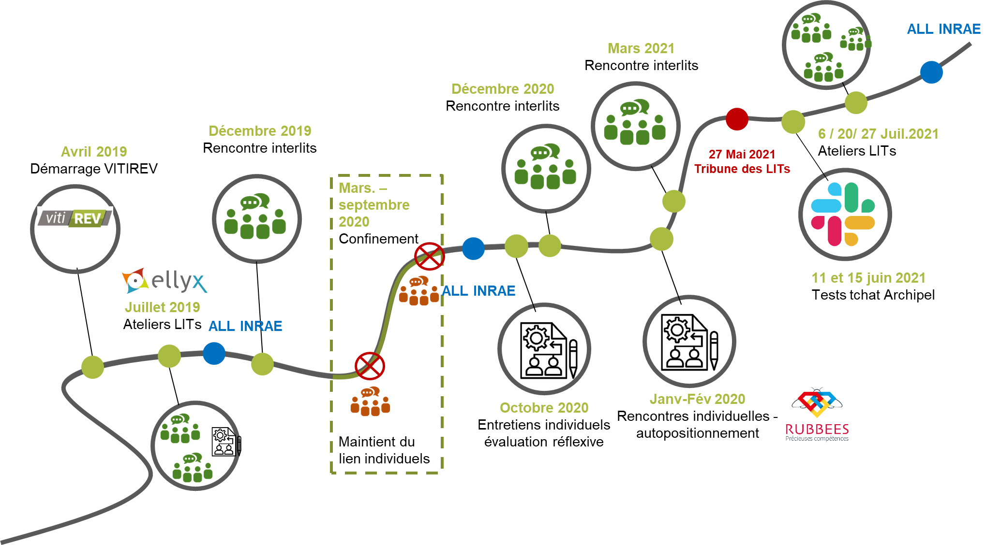 Avril 2019
Démarrage VITIREV
viti REV
ellyx
Juillet 2019
Ateliers LITs
ALL INRAE
Décembre 2019
Rencontre interlits
Mars. –
septembre
2020
Confinement
Maintient du
lien individuels
ALL INRAE
Octobre 2020
Entretiens individuels
évaluation réflexive
Décembre 2020
Rencontre interlits
Janv-Fév 2020
Rencontres individuelles -
autopositionnement
RUBBEES
Précieuses compétences
Mars 2021
Rencontre interlits
27 Mai 2021
Tribune des LITs
11 et 15 juin 2021
Tests tchat Archipel
6 / 20/ 27 Juil.2021
Ateliers LITs
ALL INRAE